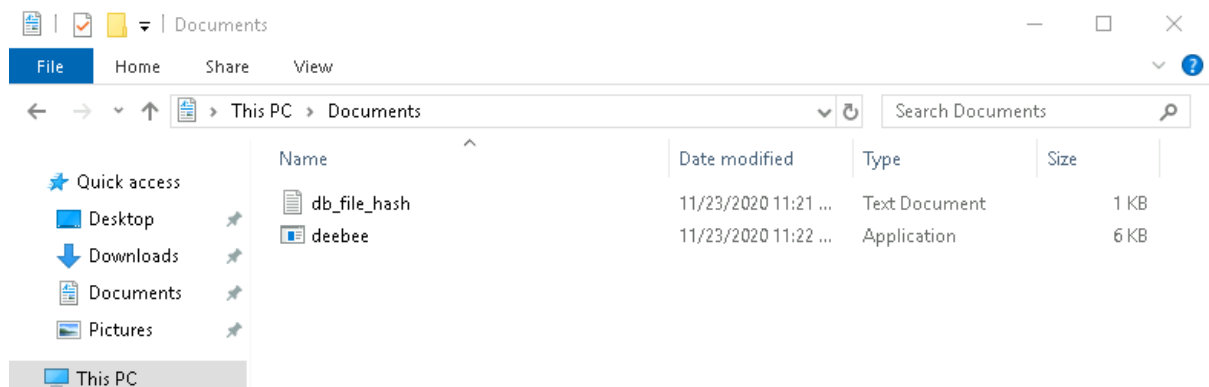 Documents
File Home Share View
This PC Documents Search Documents
Name Date modified Type Size
Quick access
db_file_hash 11/23/2020 11:21 ... Text Document 1 KB
Desktop
deebee 11/23/2020 11:22 ... Application 6 KB
Downloads
Documents
Pictures
This PC